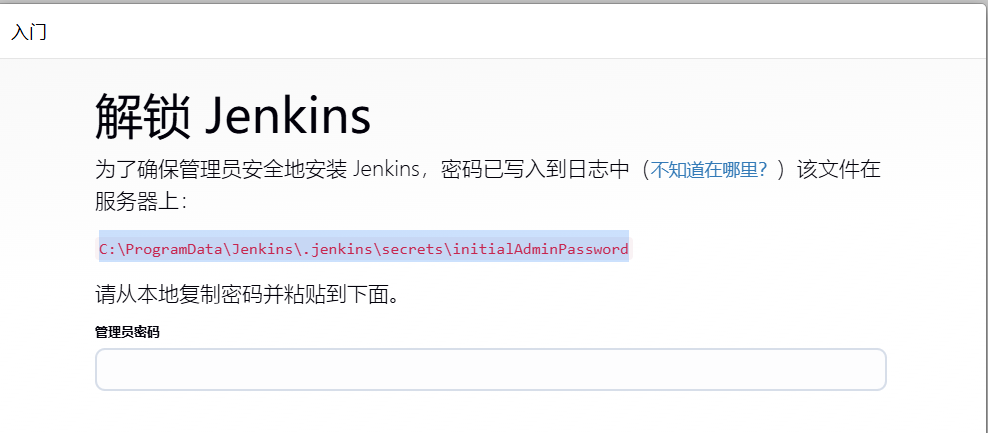 入门
解锁 Jenkins
为了确保管理员安全地安装 Jenkins，密码已写入到日志中（不知道在哪里？）该文件在
服务器上：
C:\ProgramData\Jenkins\.jenkins\secrets\initialAdminPassword
请从本地复制密码并粘贴到下面。
管理员密码